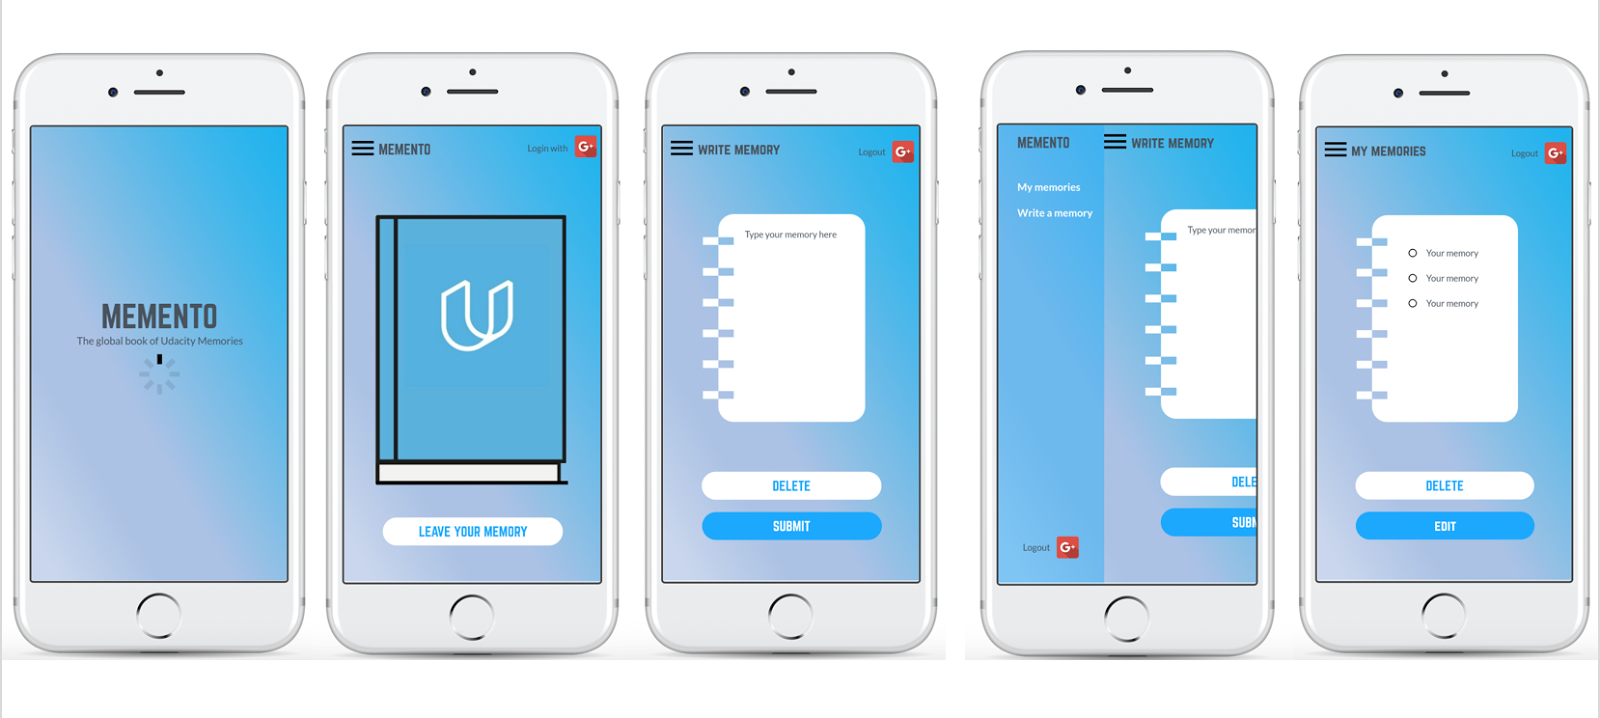 MEMENTO
The global book of Udacity Memories
MEMENTO
Login with
G+
LEAVE YOUR MEMORY
WRITE MEMORY
Logout
G+
Type your memory here
DELETE
SUBMIT
MEMENTO
My memories
Write a memory
Logout
G+
WRITE MEMORY
Type your memor
DELE
SUBM
MY MEMORIES
Logout
G+
Your memory
Your memory
Your memory
DELETE
EDIT